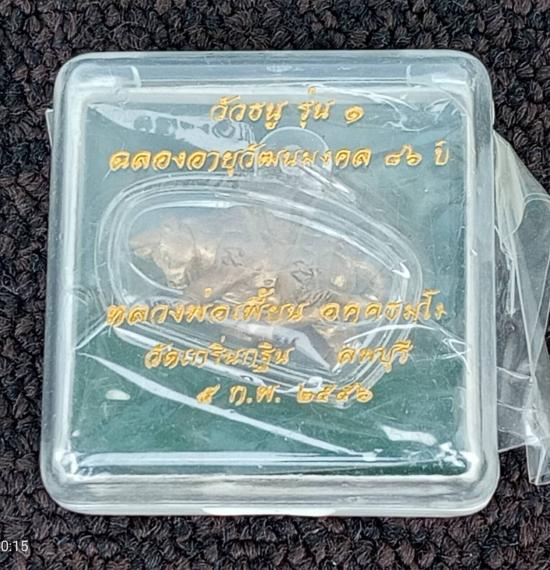 วัวธนู รุ่น ๑
ฉลองอายุวัฒนมงคล ๘๖ ปี
หลวงพ่อเพี้ยน อคฺคธมฺโม
วัดเกริ่นกฐิน ลพบุรี
๕ ก.พ. ๒๕๕๖
0:15